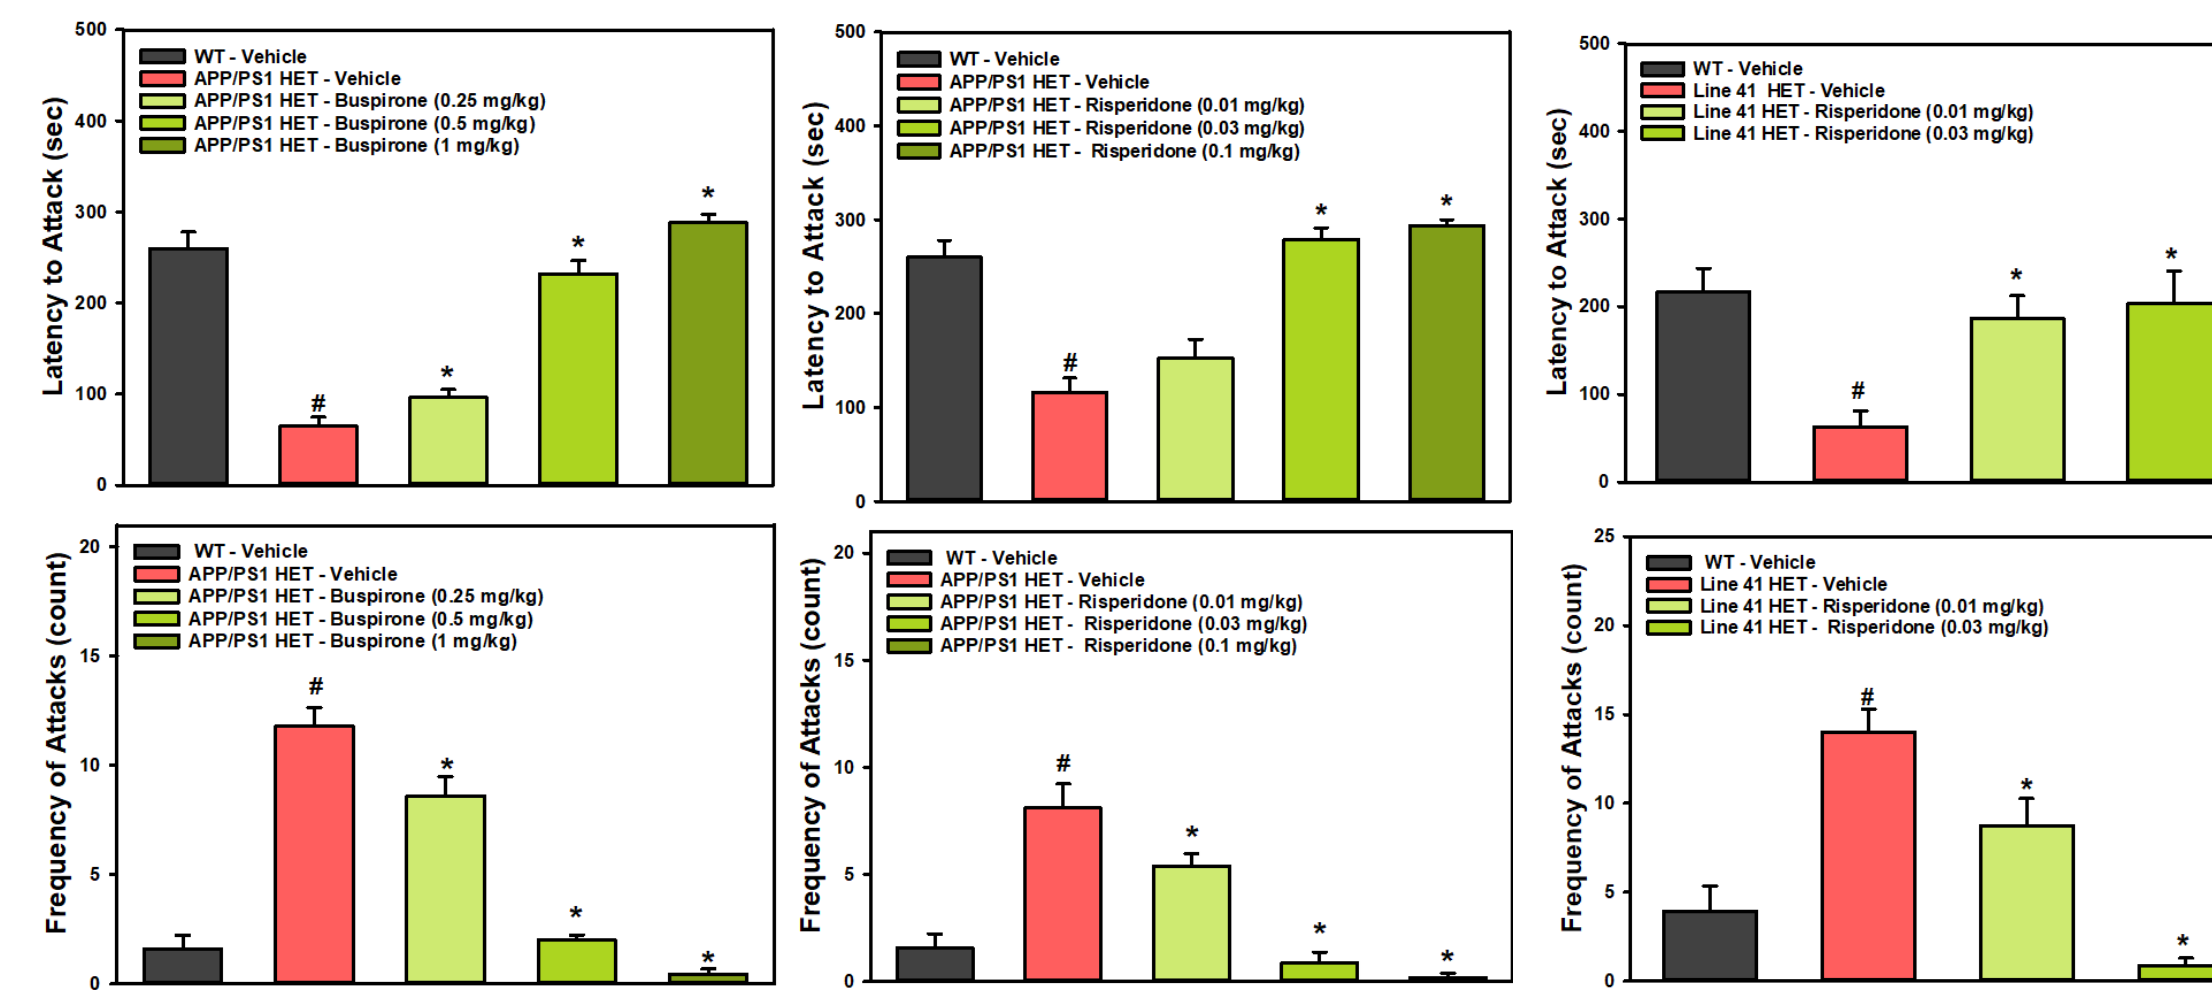 Latency to Attack (sec)
500
400
300
200
100
0
WT - Vehicle
APP/PS1 HET - Vehicle
APP/PS1 HET - Buspirone (0.25 mg/kg)
APP/PS1 HET - Buspirone (0.5 mg/kg)
APP/PS1 HET - Buspirone (1 mg/kg)
#
*
*
*
Latency to Attack (sec)
500
400
300
200
100
0
WT - Vehicle
APP/PS1 HET - Vehicle
APP/PS1 HET - Risperidone (0.01 mg/kg)
APP/PS1 HET - Risperidone (0.03 mg/kg)
APP/PS1 HET - Risperidone (0.1 mg/kg)
#
*
*
Latency to Attack (sec)
500
400
300
200
100
0
WT - Vehicle
Line 41 HET - Vehicle
Line 41 HET - Risperidone (0.01 mg/kg)
Line 41 HET - Risperidone (0.03 mg/kg)
#
*
*
Frequency of Attacks (count)
20
15
10
5
0
WT - Vehicle
APP/PS1 HET - Vehicle
APP/PS1 HET - Buspirone (0.25 mg/kg)
APP/PS1 HET - Buspirone (0.5 mg/kg)
APP/PS1 HET - Buspirone (1 mg/kg)
#
*
*
*
Frequency of Attacks (count)
20
15
10
5
0
WT - Vehicle
APP/PS1 HET - Vehicle
APP/PS1 HET - Risperidone (0.01 mg/kg)
APP/PS1 HET - Risperidone (0.03 mg/kg)
APP/PS1 HET - Risperidone (0.1 mg/kg)
#
*
*
*
Frequency of Attacks (count)
25
20
15
10
5
0
WT - Vehicle
Line 41 HET - Vehicle
Line 41 HET - Risperidone (0.01 mg/kg)
Line 41 HET - Risperidone (0.03 mg/kg)
#
*
*